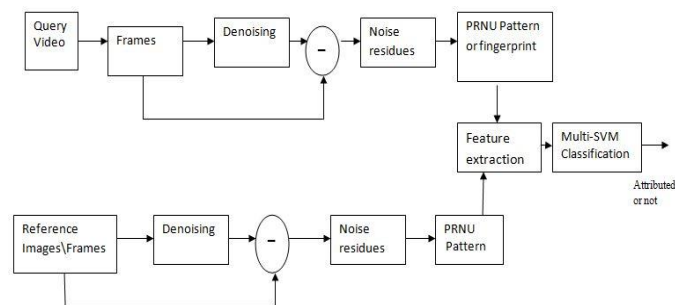 Query
Video
Frames
Denoising
-
Noise
residues
PRNU Pattern
or fingerprint
Feature
extraction
Multi-SVM
Classification
Attributed
or not
Reference
Images\Frames
Denoising
-
Noise
residues
PRNU
Pattern